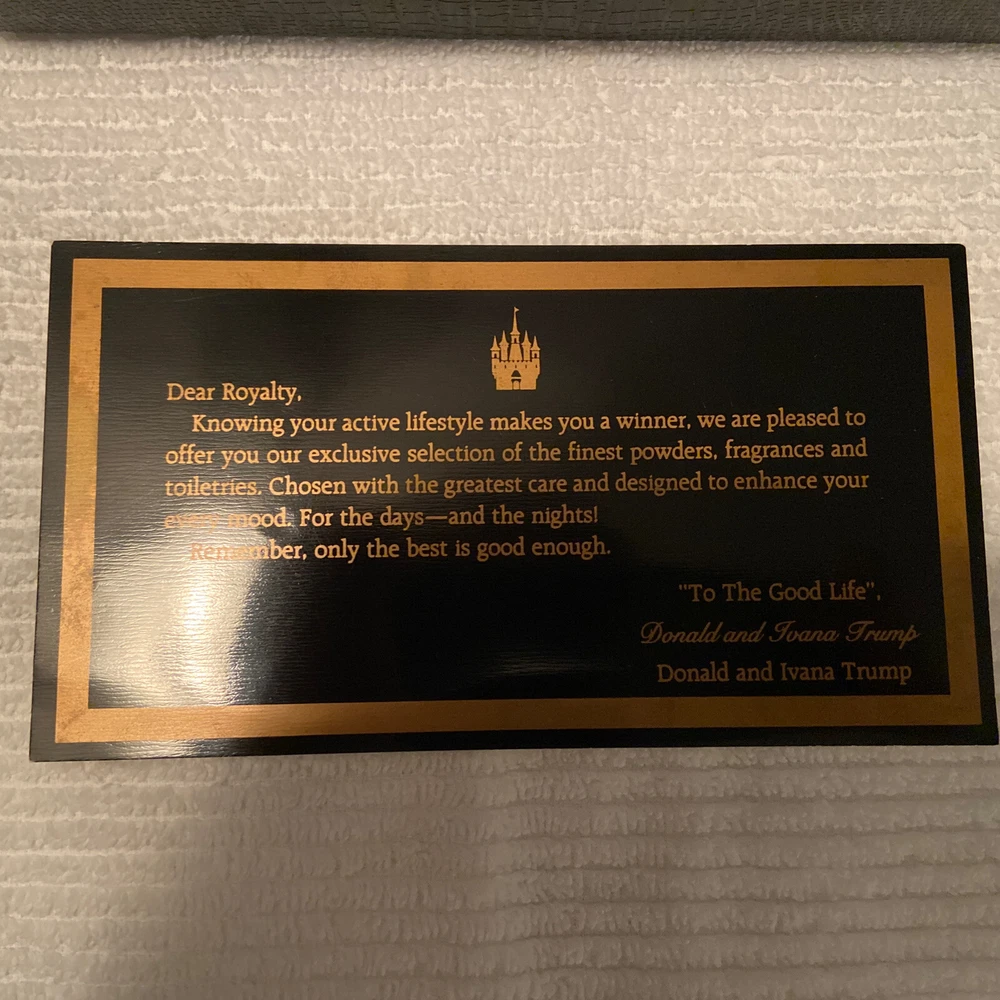 Dear Royalty,
Knowing your active lifestyle makes you a winner, we are pleased to
offer you our exclusive selection of the finest powders, fragrances and
toiletries. Chosen with the greatest care and designed to enhance your
every mood. For the days—and the nights!
Remember, only the best is good enough.
"To The Good Life",
Donald and Ivana Trump
Donald and Ivana Trump